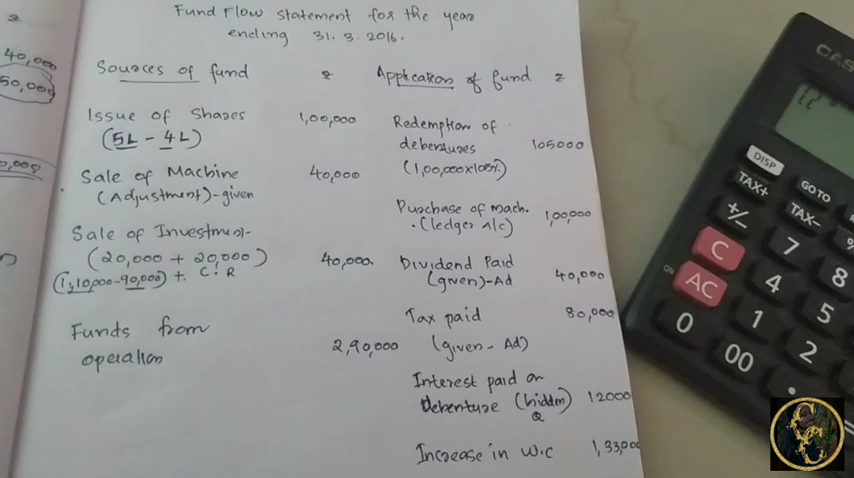 Fund Flow statement for the year
ending 31.3.2016.
40,000
50,000
Sources of fund ₹
Issue of Shares 1,00,000
(5L - 4L)
Sale of Machine 40,000
(Adjustment)-given
Sale of Investment-
(20,000 + 20,000) 40,000.
(1,10,000-90,000) + C.R
Funds from
operation 2,90,000
Application of fund ₹
Redemption of
debentures 105000
Purchase of Mach. 1,00,000
(ledger A/c)
Dividend Paid
(given)-Ad 40,000
Tax paid 80,000
(given - Ad)
Interest paid on
Debenture (hidden) 12000
Q
Increase in W.C 1,33,000
CAS
DISP
TAX+
GOTO
TAX-
+/-
%
C
7
8
ON
AC
4
5
0
1
2
00
.